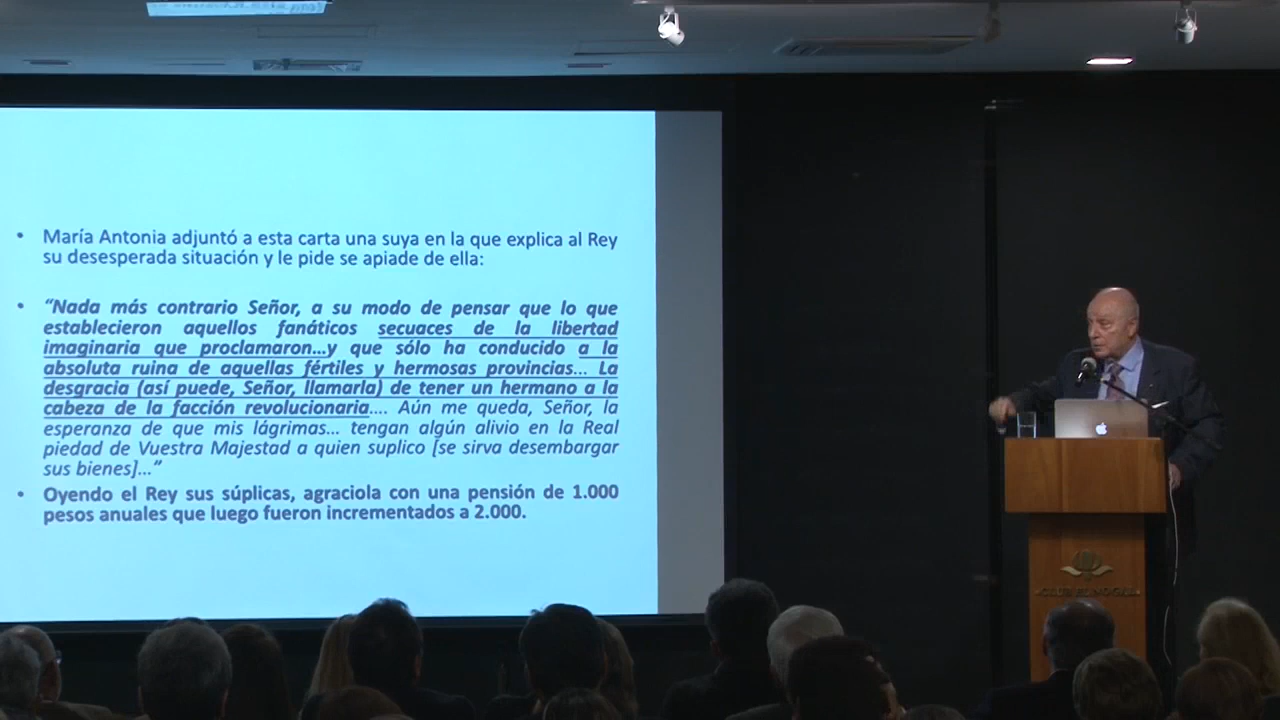 • María Antonia adjuntó a esta carta una suya en la que explica al Rey
su desesperada situación y le pide se apiade de ella:
• “Nada más contrario Señor, a su modo de pensar que lo que
establecieron aquellos fanáticos secuaces de la libertad
imaginaria que proclamaron...y que sólo ha conducido a la
absoluta ruina de aquellas fértiles y hermosas provincias... La
desgracia (así puede, Señor, llamarla) de tener un hermano a la
cabeza de la facción revolucionaria.... Aún me queda, Señor, la
esperanza de que mis lágrimas... tengan algún alivio en la Real
piedad de Vuestra Majestad a quien suplico [se sirva desembargar
sus bienes]...”
• Oyendo el Rey sus súplicas, agraciola con una pensión de 1.000
pesos anuales que luego fueron incrementados a 2.000.
CLUB EL NOGAL